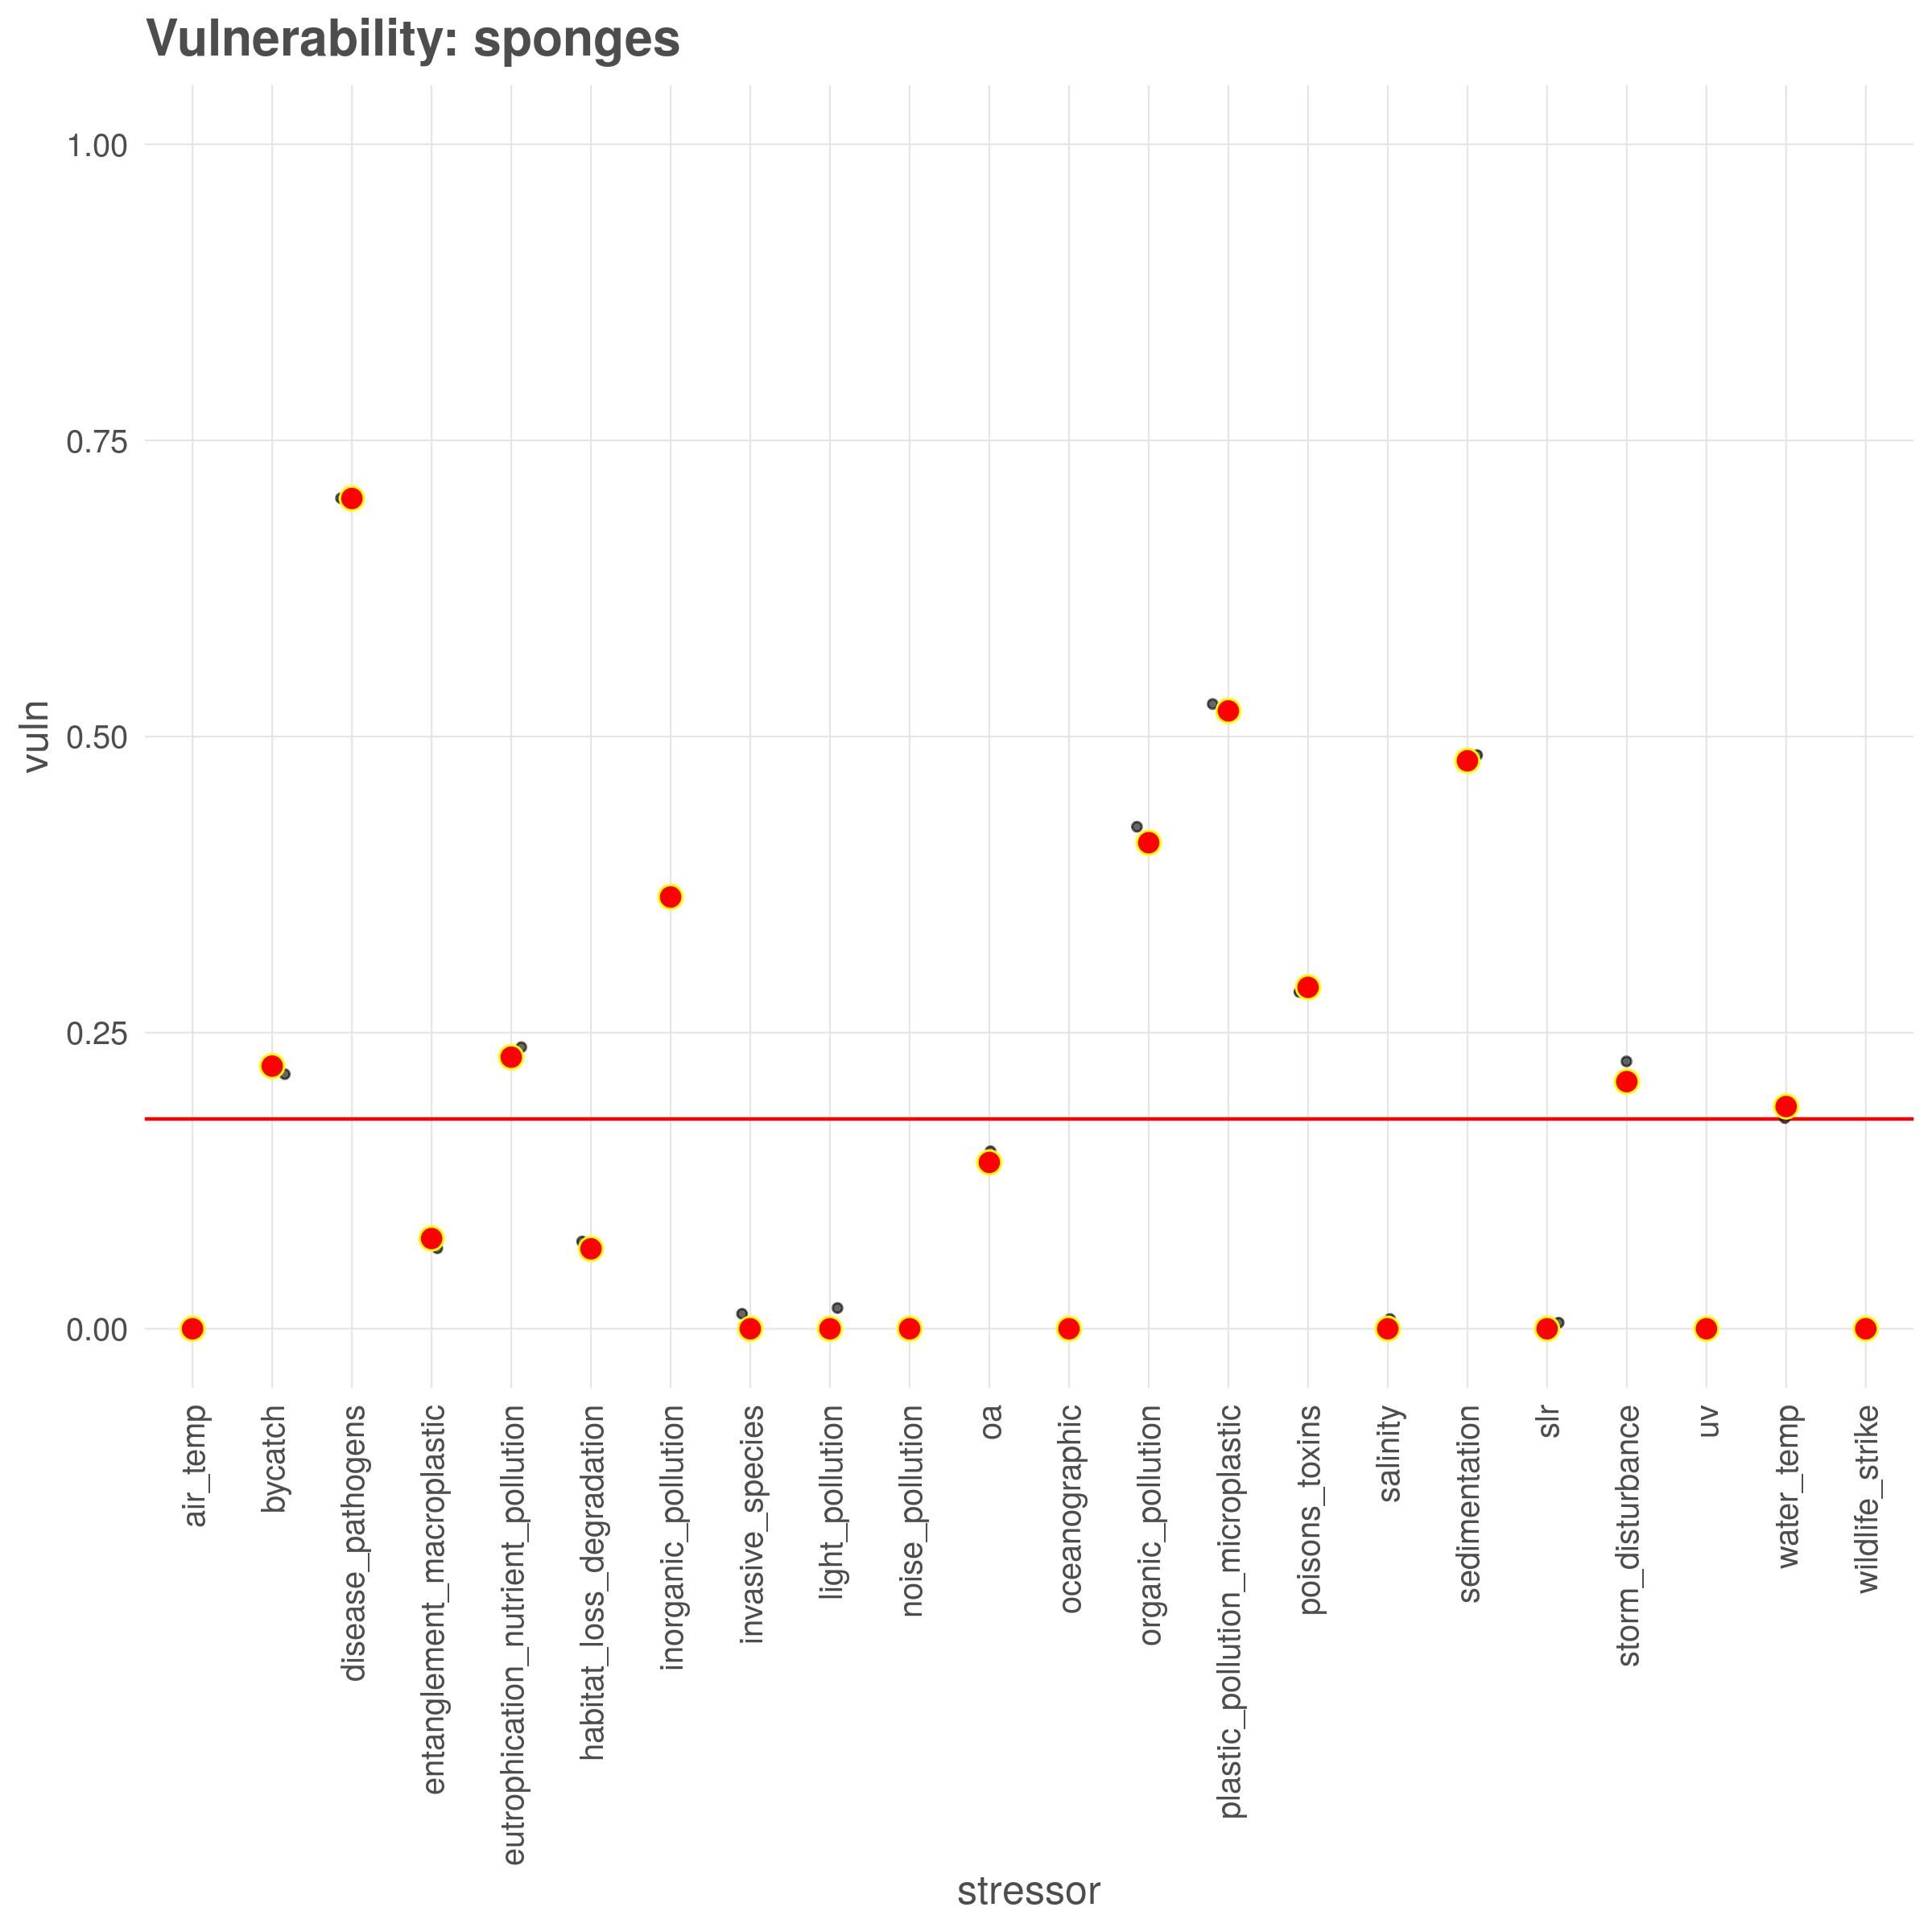 Vulnerability: sponges
vuln
1.00
0.75
0.50
0.25
0.00
air_temp
bycatch
disease_pathogens
entanglement_macroplastic
eutrophication_nutrient_pollution
habitat_loss_degradation
inorganic_pollution
invasive_species
light_pollution
noise_pollution
oa
oceanographic
organic_pollution
plastic_pollution_microplastic
poisons_toxins
salinity
sedimentation
slr
storm_disturbance
uv
water_temp
wildlife_strike
stressor